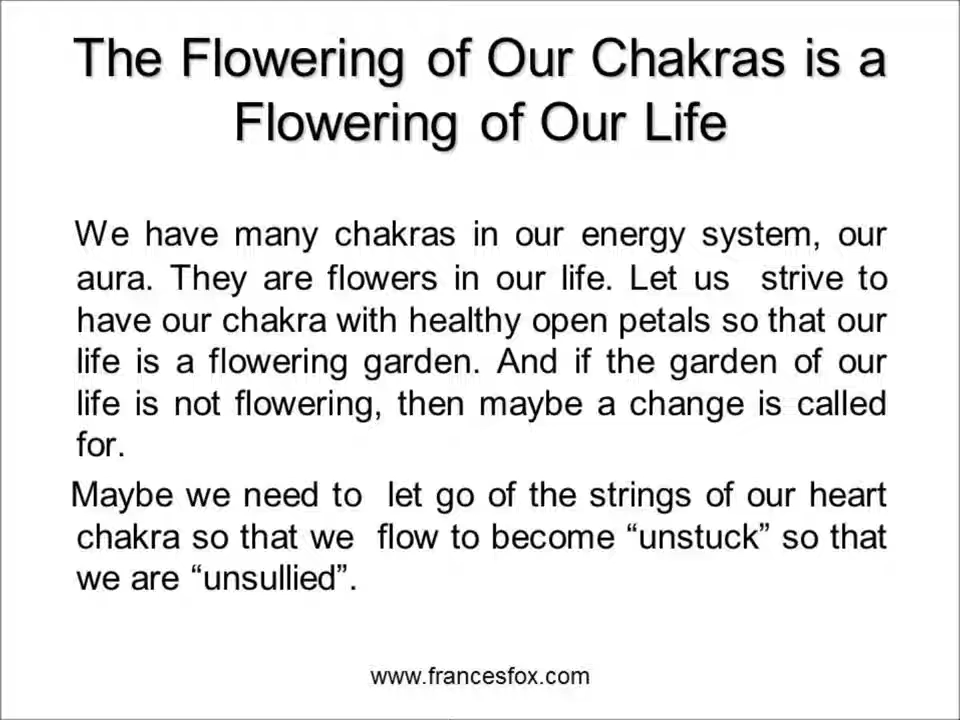 The Flowering of Our Chakras is a
Flowering of Our Life
We have many chakras in our energy system, our
aura. They are flowers in our life. Let us strive to
have our chakra with healthy open petals so that our
life is a flowering garden. And if the garden of our
life is not flowering, then maybe a change is called
for.
Maybe we need to let go of the strings of our heart
chakra so that we flow to become “unstuck” so that
we are “unsullied”.
www.francesfox.com